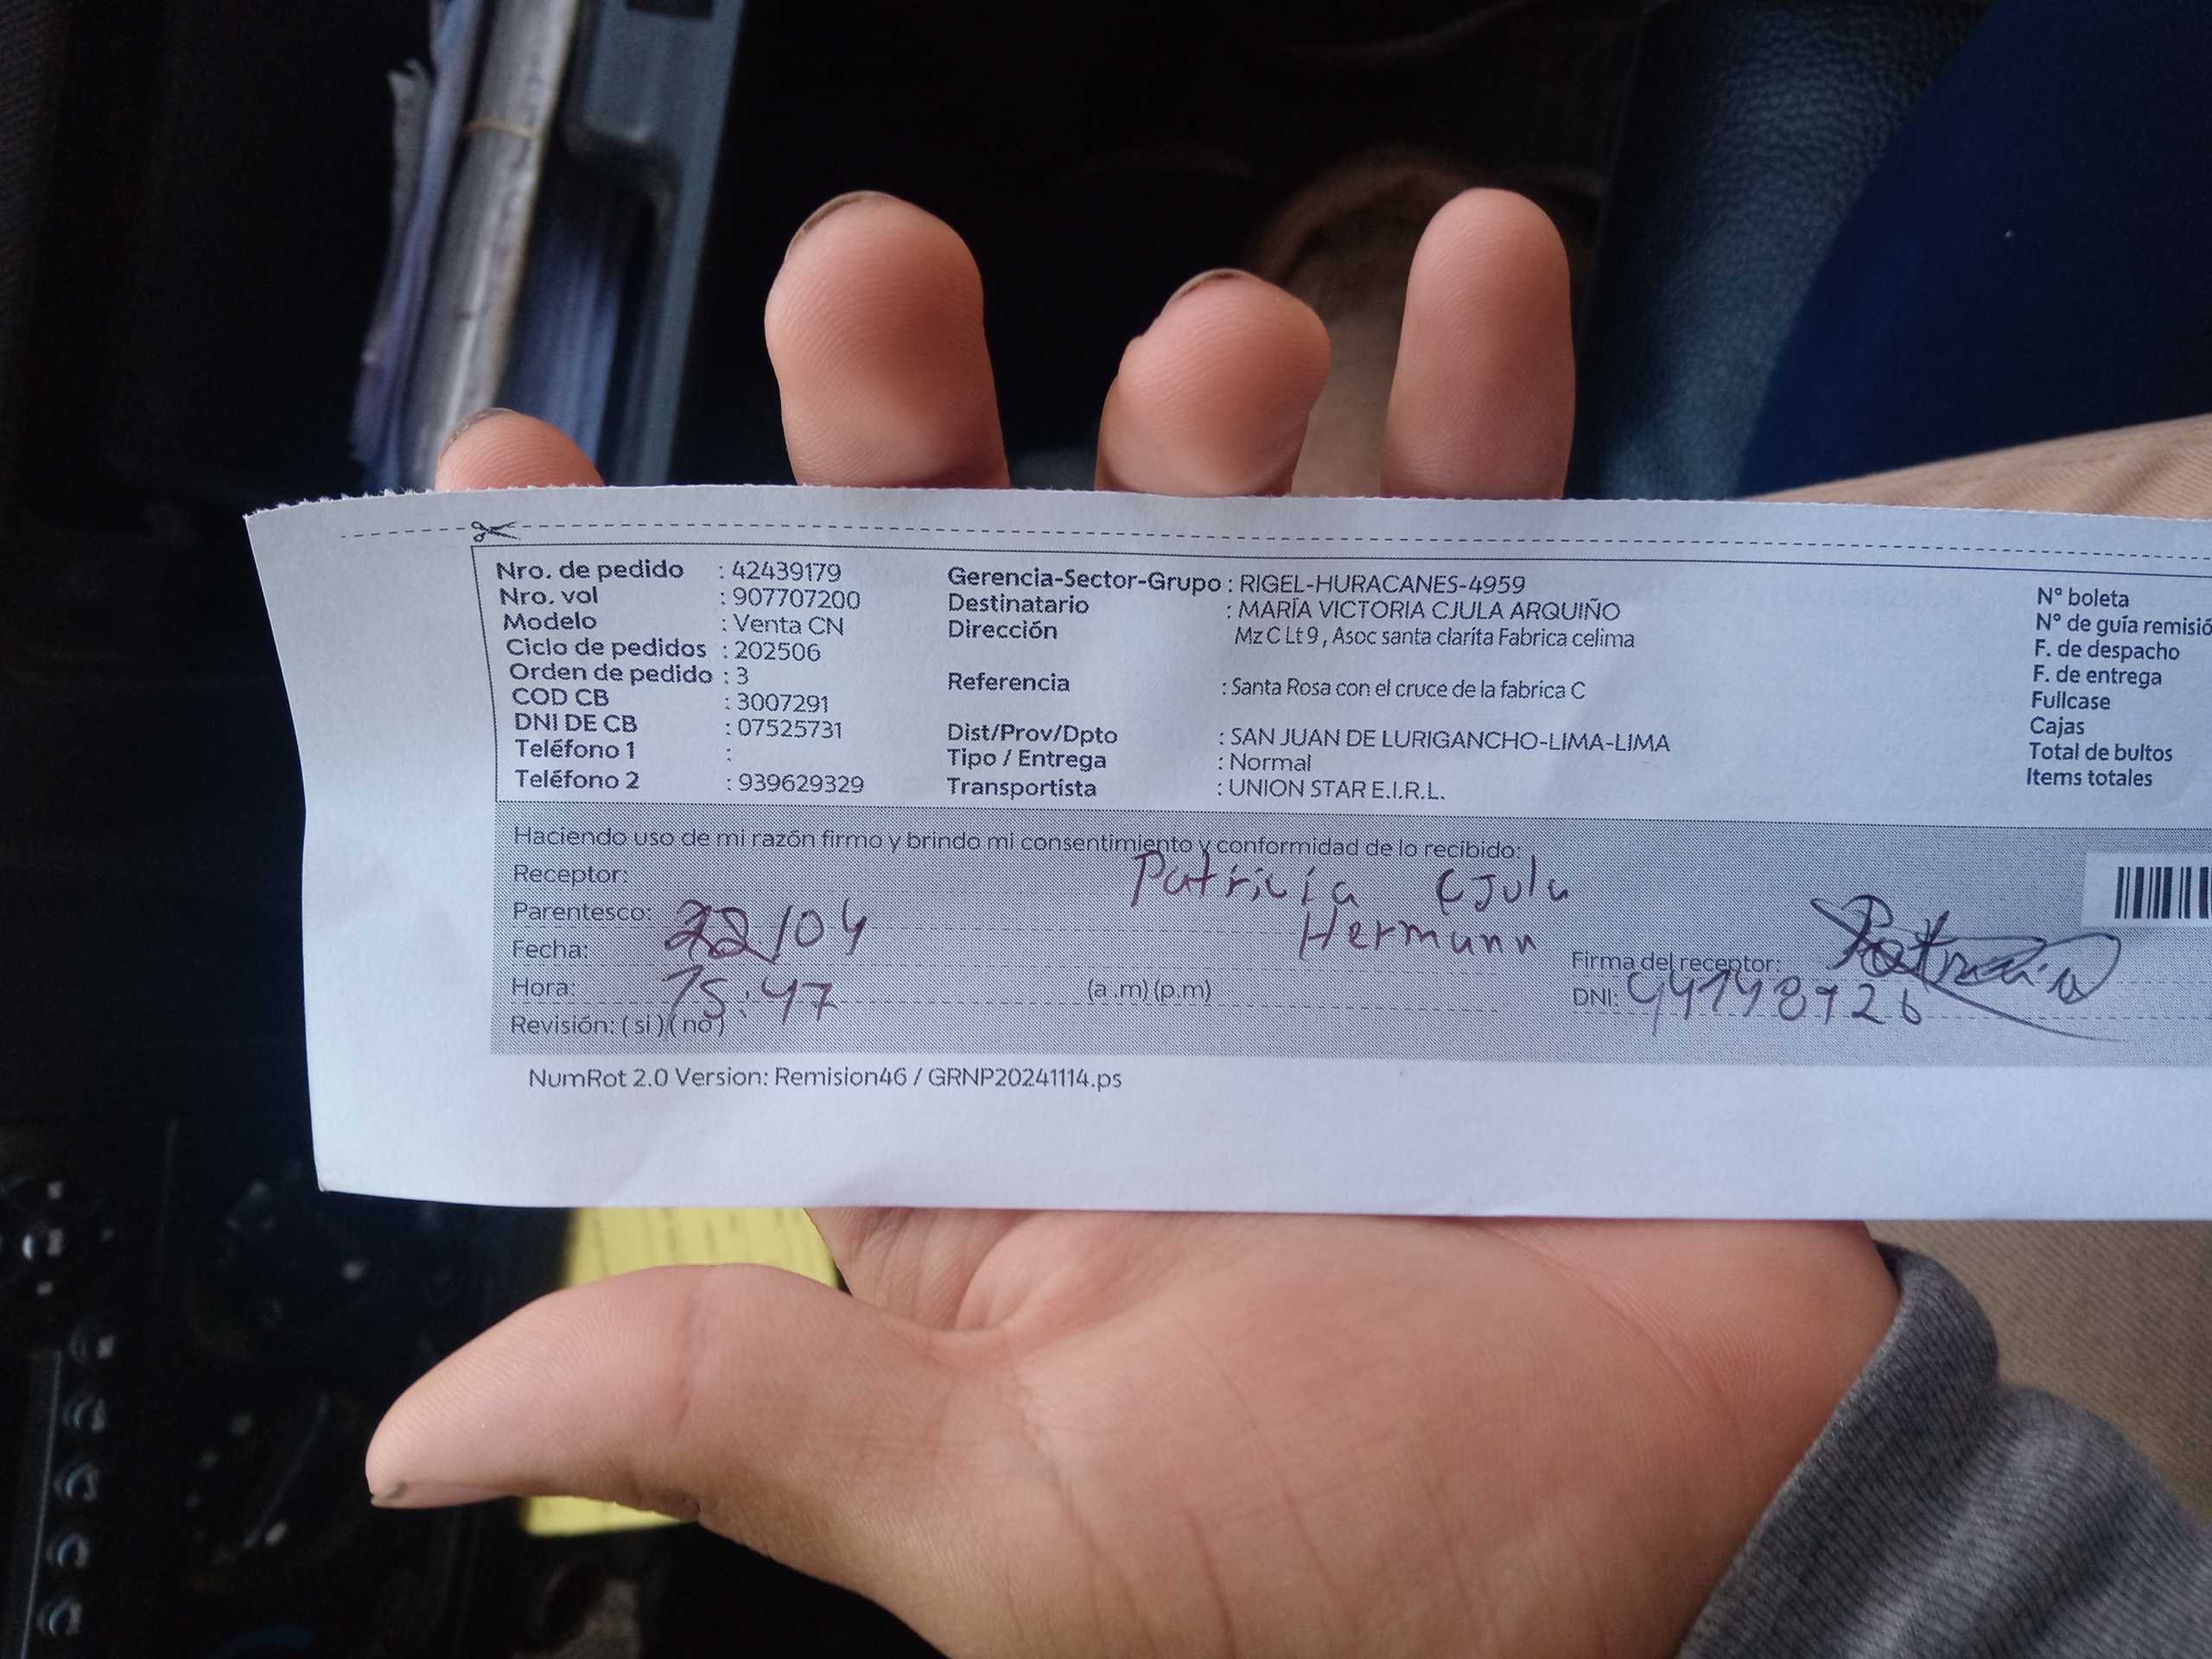 Nro. de pedido : 42439179
Nro. vol : 907707200
Modelo : Venta CN
Ciclo de pedidos : 202506
Orden de pedido : 3
COD CB : 3007291
DNI DE CB : 07525731
Teléfono 1 :
Teléfono 2 : 939629329
Gerencia-Sector-Grupo : RIGEL-HURACANES-4959
Destinatario : MARÍA VICTORIA CJULA ARQUIÑO
Dirección Mz C Lt 9 , Asoc santa clarita Fabrica celima
Referencia : Santa Rosa con el cruce de la fabrica C
Dist/Prov/Dpto : SAN JUAN DE LURIGANCHO-LIMA-LIMA
Tipo / Entrega : Normal
Transportista : UNION STAR E.I.R.L.
N° boleta
N° de guía remisió
F. de despacho
F. de entrega
Fullcase
Cajas
Total de bultos
Items totales
Haciendo uso de mi razón firmo y brindo mi consentimiento y conformidad de lo recibido:
Receptor: Patricia Cjula
Parentesco: Hermann
Fecha: 22/04
Hora: 15:47 (a.m) (p.m)
Revisión: ( si ) ( no )
Firma del receptor: Patricia
DNI:
NumRot 2.0 Version: Remision46 / GRNP20241114.ps